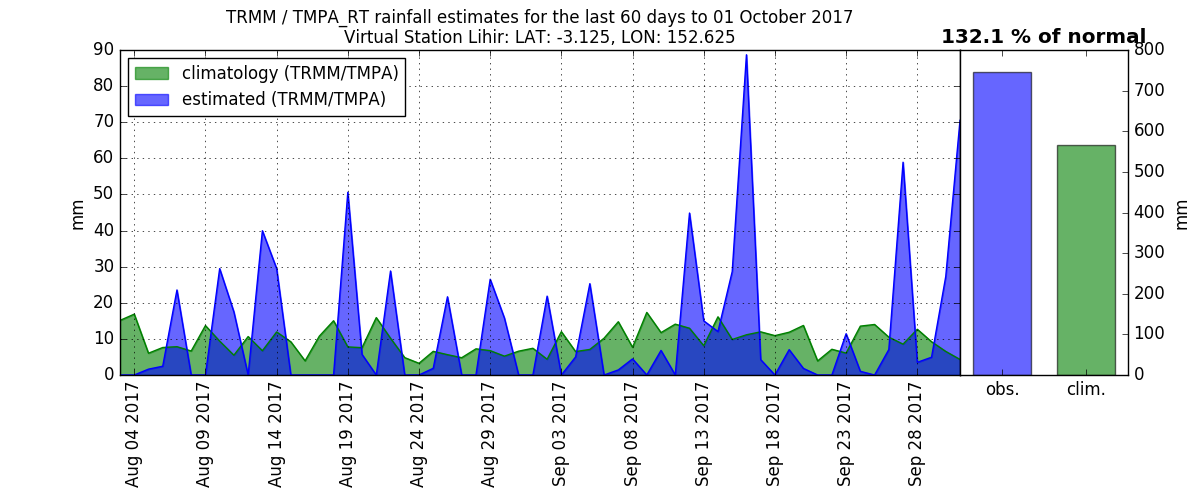 TRMM / TMPA_RT rainfall estimates for the last 60 days to 01 October 2017
Virtual Station Lihir: LAT: -3.125, LON: 152.625
132.1 % of normal
climatology (TRMM/TMPA)
estimated (TRMM/TMPA)
90
80
70
60
50
40
30
20
10
0
mm
800
700
600
500
400
300
200
100
0
mm
obs.
clim.
Aug 04 2017
Aug 09 2017
Aug 14 2017
Aug 19 2017
Aug 24 2017
Aug 29 2017
Sep 03 2017
Sep 08 2017
Sep 13 2017
Sep 18 2017
Sep 23 2017
Sep 28 2017